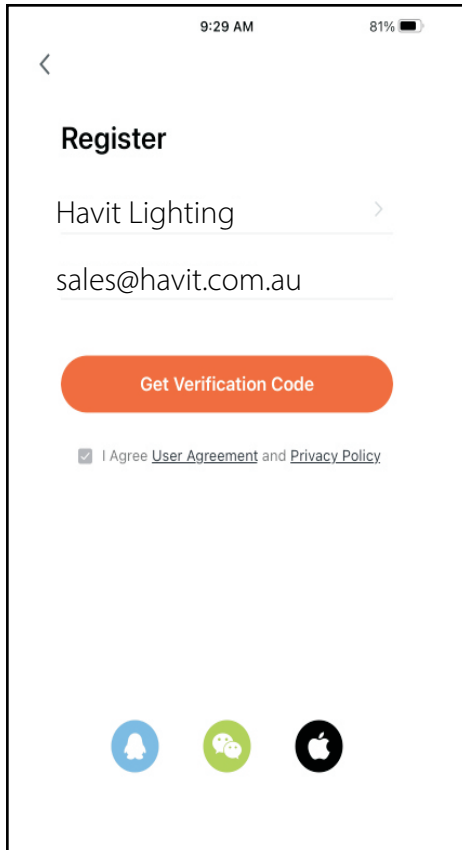 9:29 AM 81%
Register
Havit Lighting
sales@havit.com.au
Get Verification Code
I Agree User Agreement and Privacy Policy